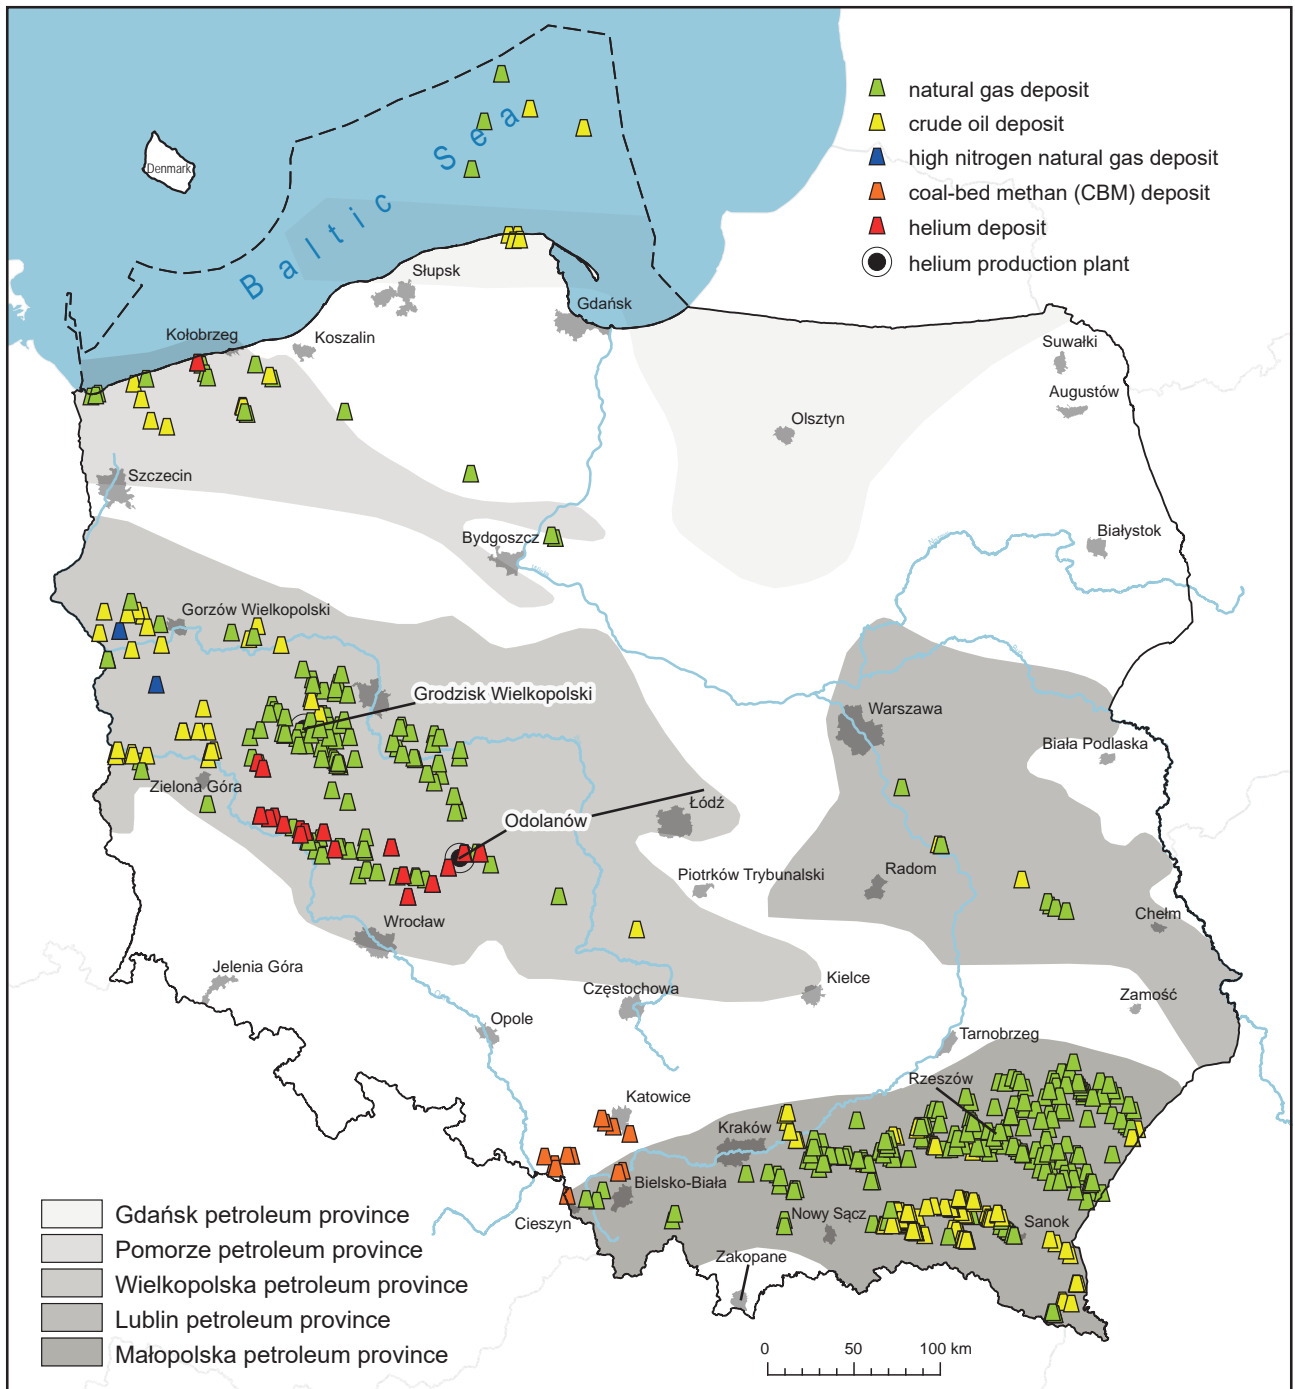 natural gas deposit
crude oil deposit
high nitrogen natural gas deposit
coal-bed methan (CBM) deposit
helium deposit
helium production plant
Denmark
Baltic Sea
Słupsk
Gdańsk
Kołobrzeg
Koszalin
Suwałki
Augustów
Olsztyn
Szczecin
Bydgoszcz
Białystok
Gorzów Wielkopolski
Grodzisk Wielkopolski
Warszawa
Biała Podlaska
Zielona Góra
Łódź
Odolanów
Piotrków Trybunalski
Radom
Chełm
Wrocław
Jelenia Góra
Kielce
Częstochowa
Zamość
Opole
Tarnobrzeg
Rzeszów
Katowice
Kraków
Bielsko-Biała
Cieszyn
Nowy Sącz
Sanok
Zakopane
Gdańsk petroleum province
Pomorze petroleum province
Wielkopolska petroleum province
Lublin petroleum province
Małopolska petroleum province
0 50 100 km